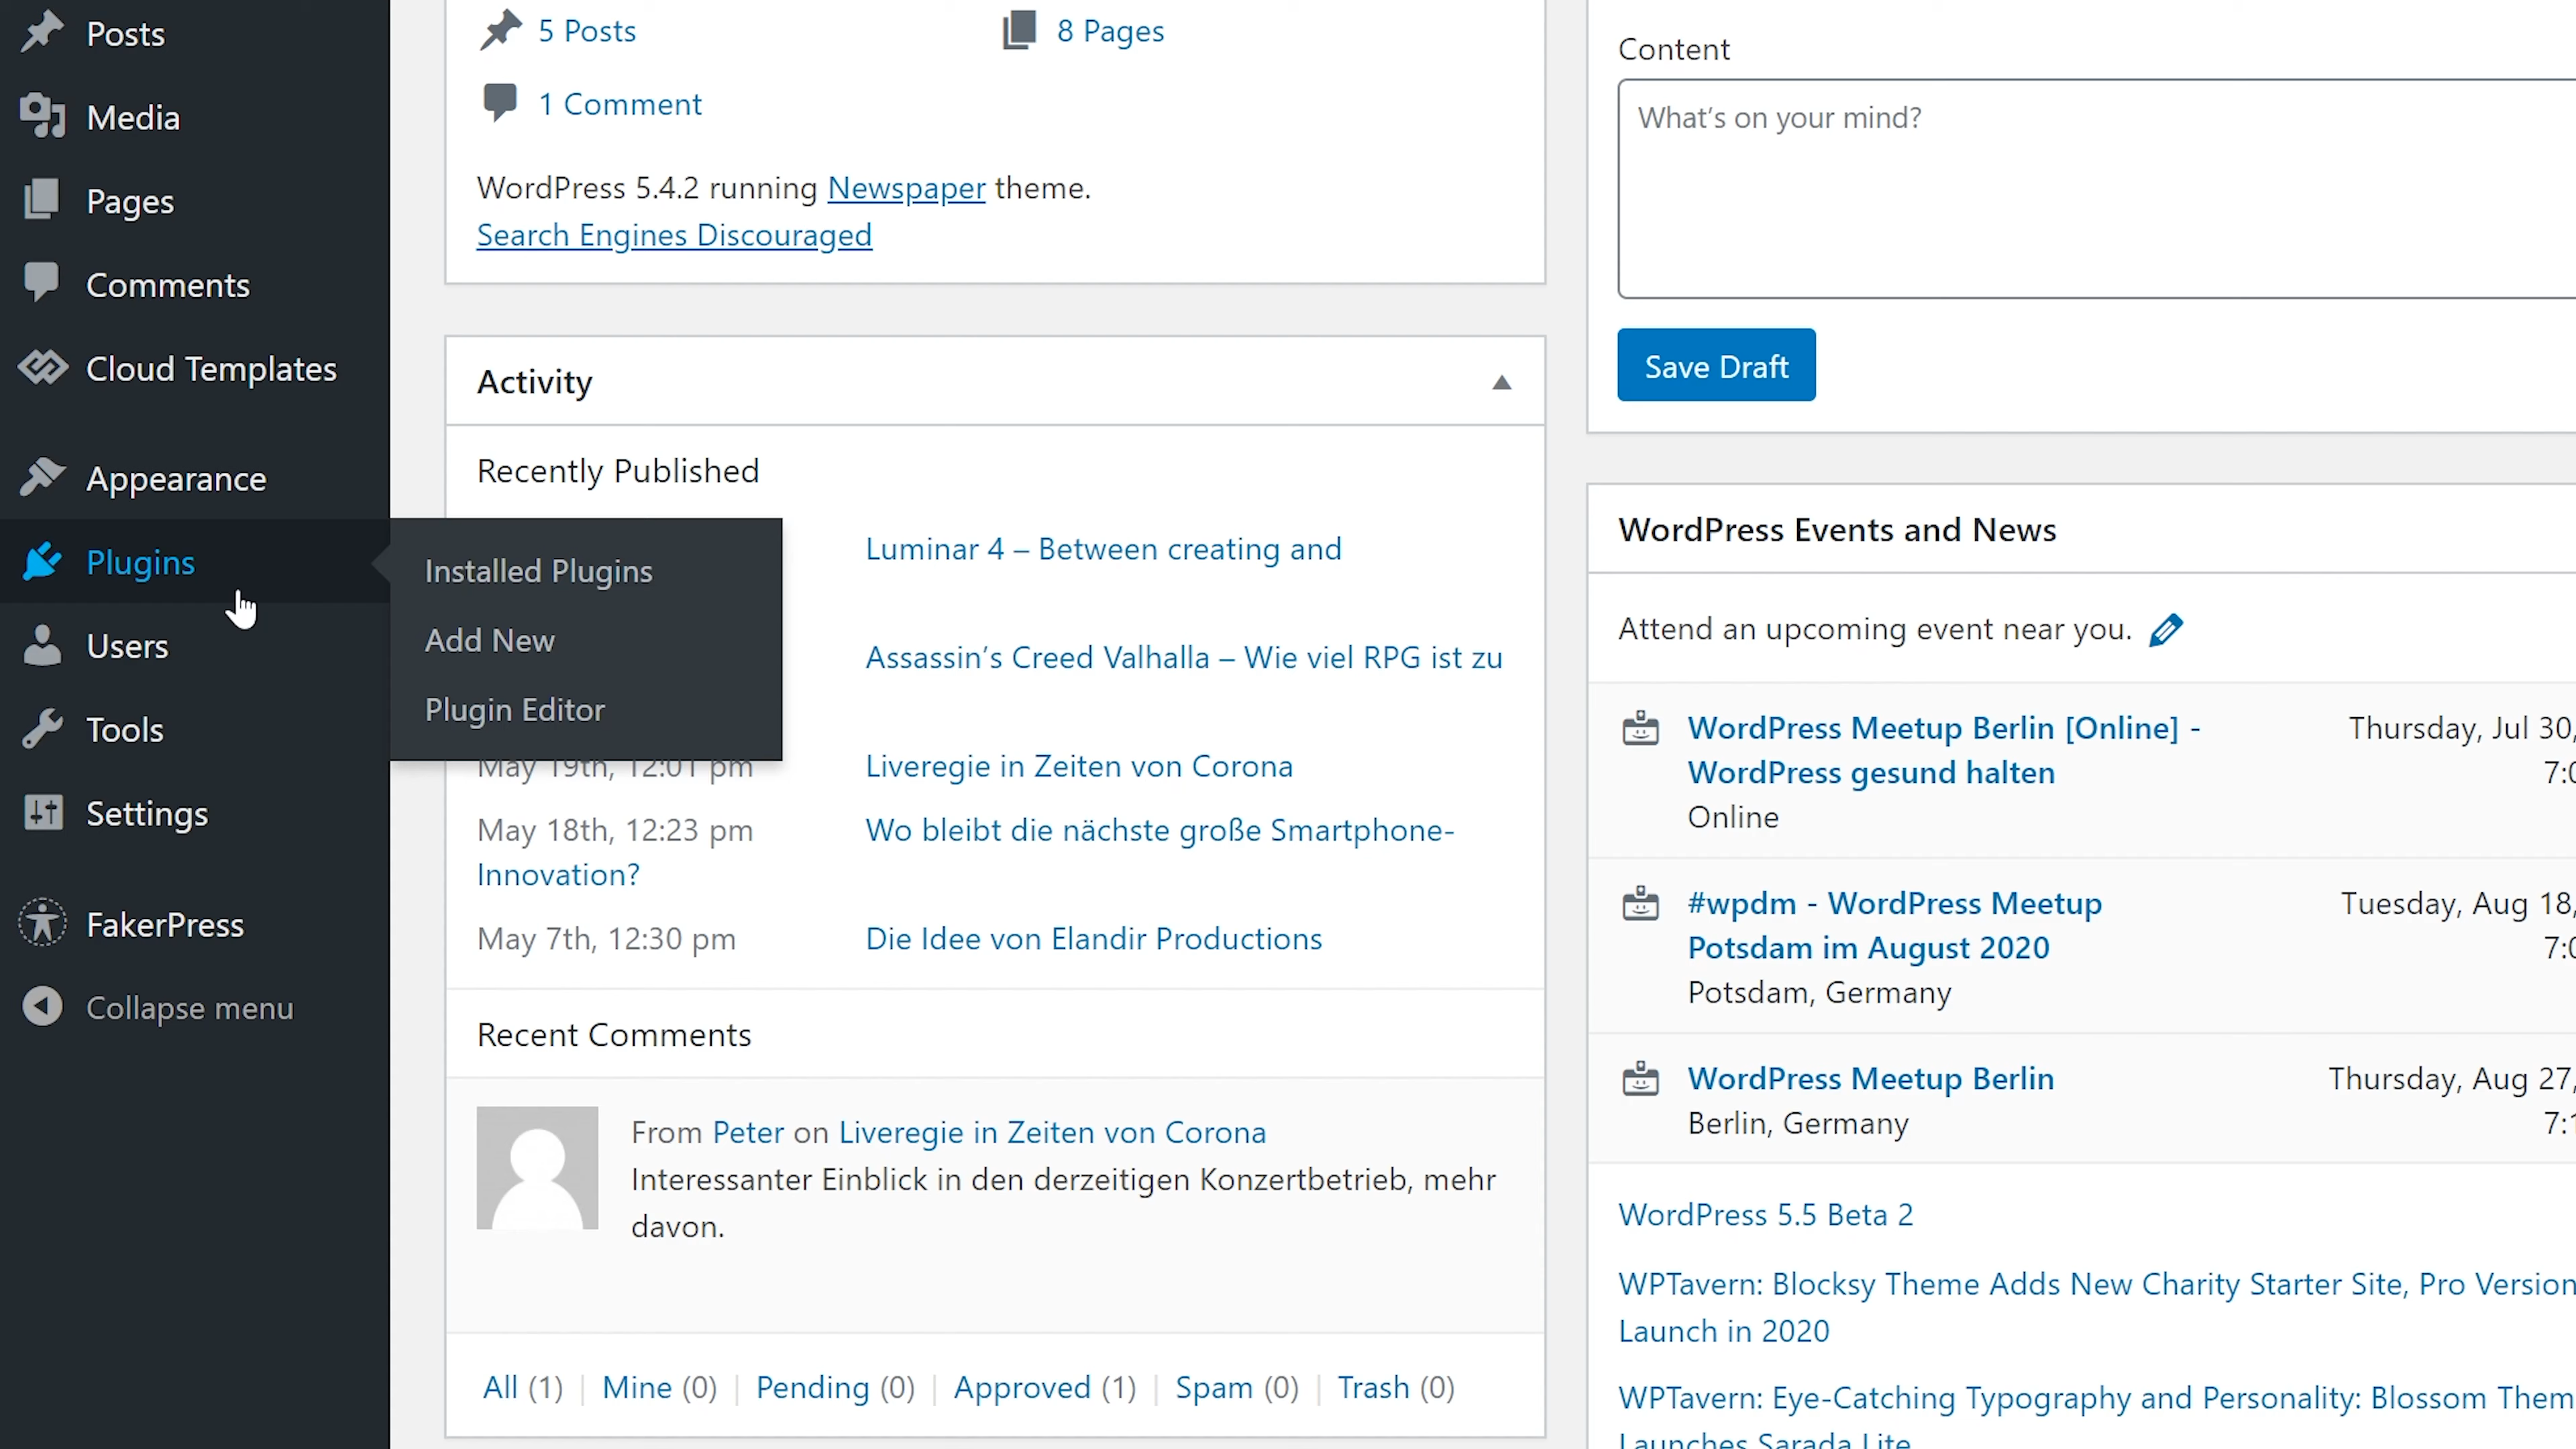 Posts
Media
Pages
Comments
Cloud Templates
Appearance
Plugins
Users
Tools
Settings
FakerPress
Collapse menu
Installed Plugins
Add New
Plugin Editor
5 Posts
8 Pages
1 Comment
WordPress 5.4.2 running Newspaper theme.
Search Engines Discouraged
Activity
Recently Published
Luminar 4 – Between creating and
Assassin's Creed Valhalla – Wie viel RPG ist zu
May 19th, 12:01 pm Liveregie in Zeiten von Corona
May 18th, 12:23 pm Wo bleibt die nächste große Smartphone-
Innovation?
May 7th, 12:30 pm Die Idee von Elandir Productions
Recent Comments
From Peter on Liveregie in Zeiten von Corona
Interessanter Einblick in den derzeitigen Konzertbetrieb, mehr
davon.
All (1) | Mine (0) | Pending (0) | Approved (1) | Spam (0) | Trash (0)
Content
What's on your mind?
Save Draft
WordPress Events and News
Attend an upcoming event near you.
WordPress Meetup Berlin [Online] - Thursday, Jul 30,
WordPress gesund halten
Online
#wpdm - WordPress Meetup Tuesday, Aug 18,
Potsdam im August 2020
Potsdam, Germany
WordPress Meetup Berlin Thursday, Aug 27,
Berlin, Germany
WordPress 5.5 Beta 2
WPTavern: Blocksy Theme Adds New Charity Starter Site, Pro Version
Launch in 2020
WPTavern: Eye-Catching Typography and Personality: Blossom Them
Launches Sarada Lite